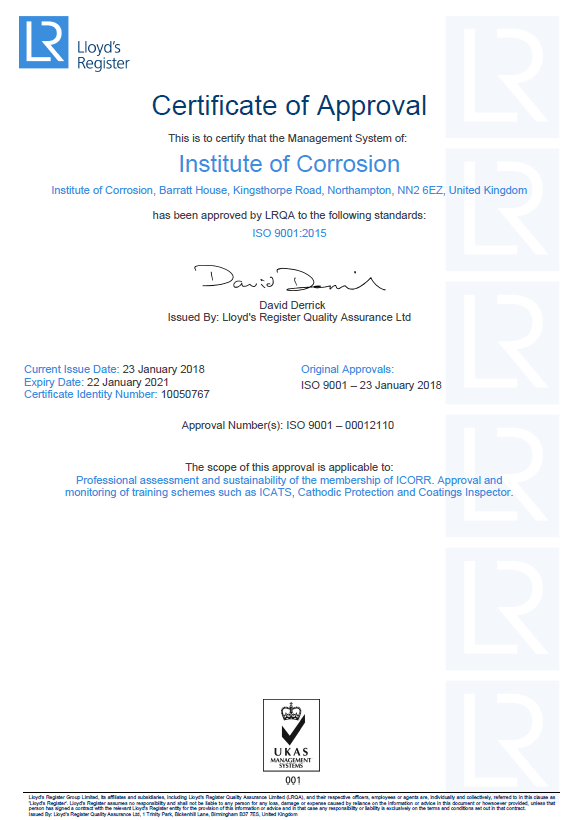 LR
Lloyd's
Register
Certificate of Approval
This is to certify that the Management System of:
Institute of Corrosion
Institute of Corrosion, Barratt House, Kingsthorpe Road, Northampton, NN2 6EZ, United Kingdom
has been approved by LRQA to the following standards:
ISO 9001:2015
David Derrick
David Derrick
Issued By: Lloyd's Register Quality Assurance Ltd
Current Issue Date: 23 January 2018
Expiry Date: 22 January 2021
Certificate Identity Number: 10050767
Original Approvals:
ISO 9001 – 23 January 2018
Approval Number(s): ISO 9001 – 00012110
The scope of this approval is applicable to:
Professional assessment and sustainability of the membership of ICORR. Approval and
monitoring of training schemes such as ICATS, Cathodic Protection and Coatings Inspector.
UKAS
MANAGEMENT
SYSTEMS
001
Lloyd's Register Group Limited, its affiliates and subsidiaries, including Lloyd's Register Quality Assurance Limited (LRQA), and their respective officers, employees or agents are, individually and collectively, referred to in this clause as
'Lloyd's Register'. Lloyd's Register assumes no responsibility and shall not be liable to any person for any loss, damage or expense caused by reliance on the information or advice in this document or howsoever provided, unless that
person has signed a contract with the relevant Lloyd's Register entity for the provision of this information or advice and in that case any responsibility or liability is exclusively on the terms and conditions set out in that contract.
Issued By: Lloyd's Register Quality Assurance Ltd, 1 Trinity Park, Bickenhill Lane, Birmingham B37 7ES, United Kingdom